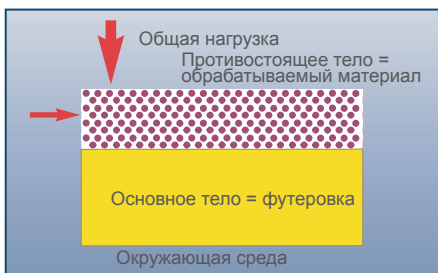 Общая нагрузка
Противостоящее тело =
обрабатываемый материал
Основное тело = футеровка
Окружающая среда